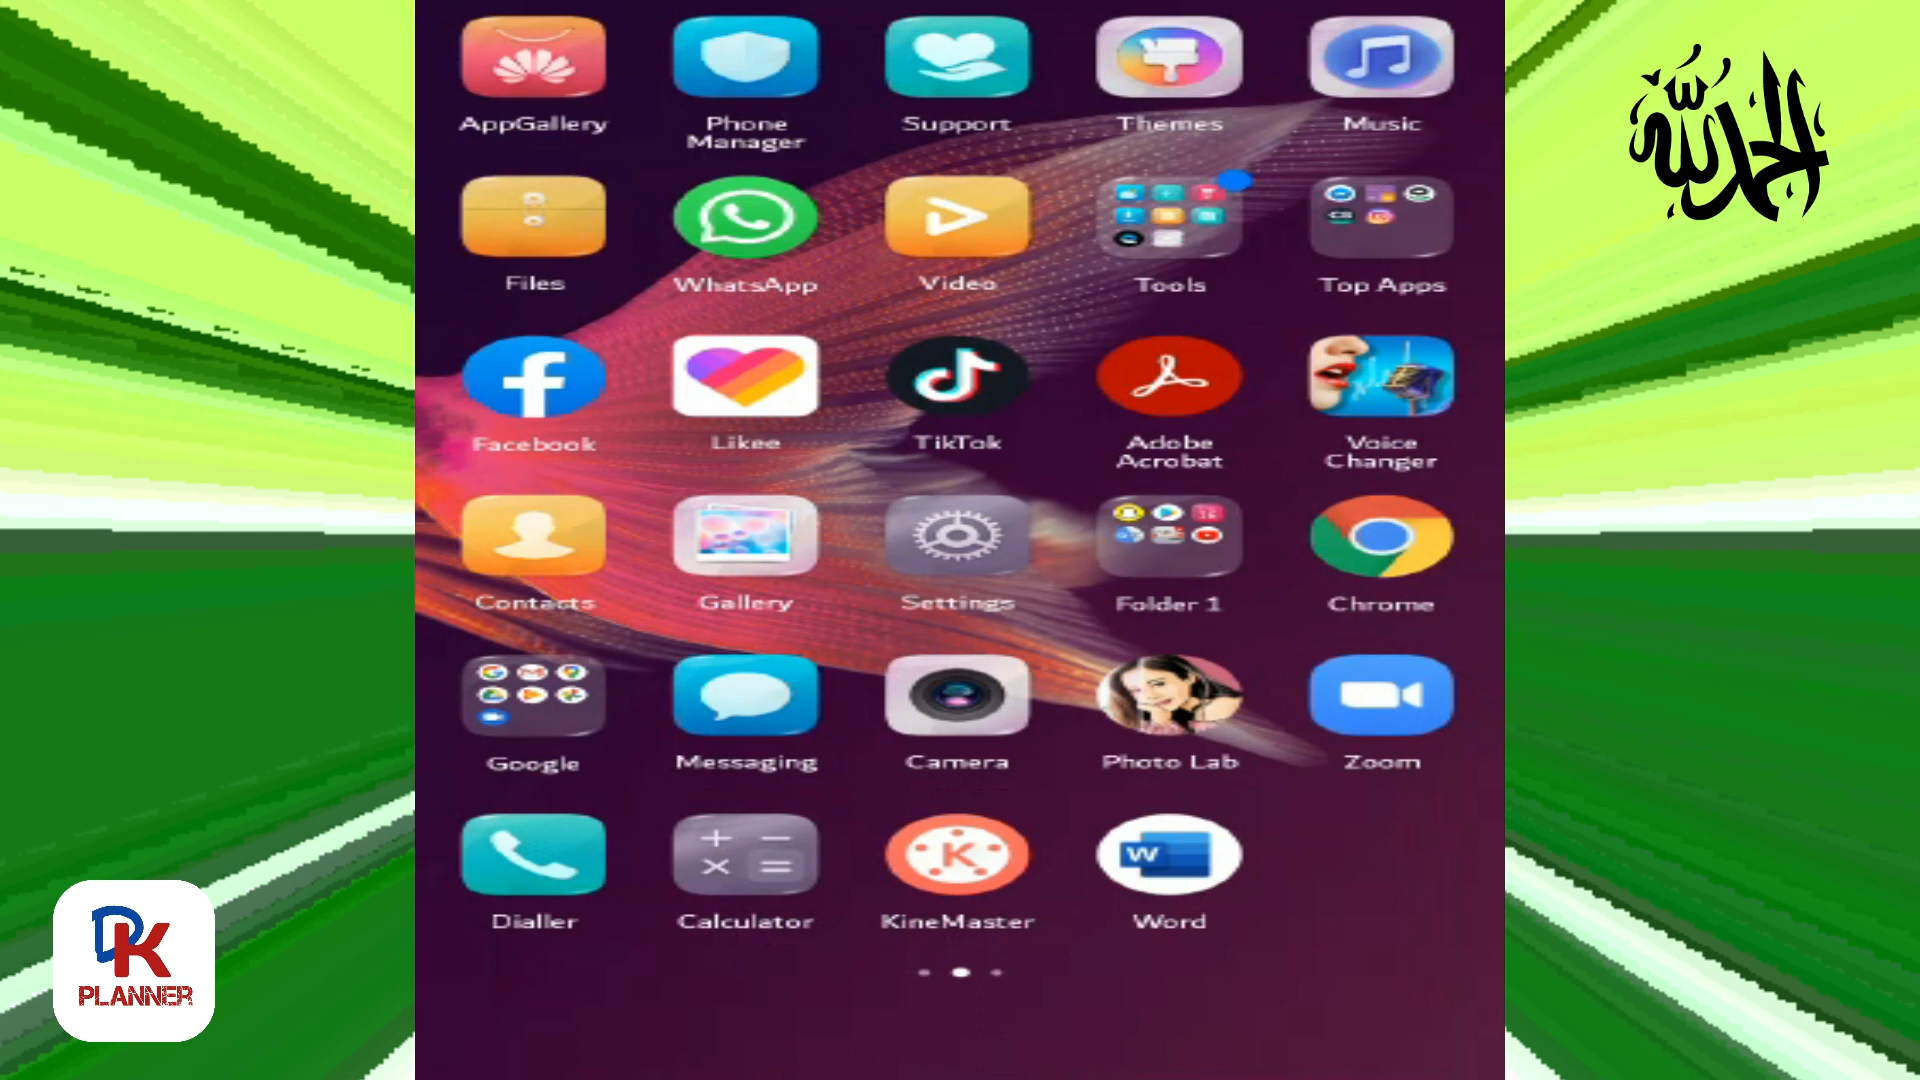 AppGallery
Phone Manager
Support
Themes
Music
الحمد لله
Files
WhatsApp
Video
Tools
Top Apps
Facebook
Likee
TikTok
Adobe Acrobat
Voice Changer
Contacts
Gallery
Settings
Folder 1
Chrome
Google
Messaging
Camera
Photo Lab
Zoom
Dialler
Calculator
KineMaster
Word
K
W
DK
PLANNER